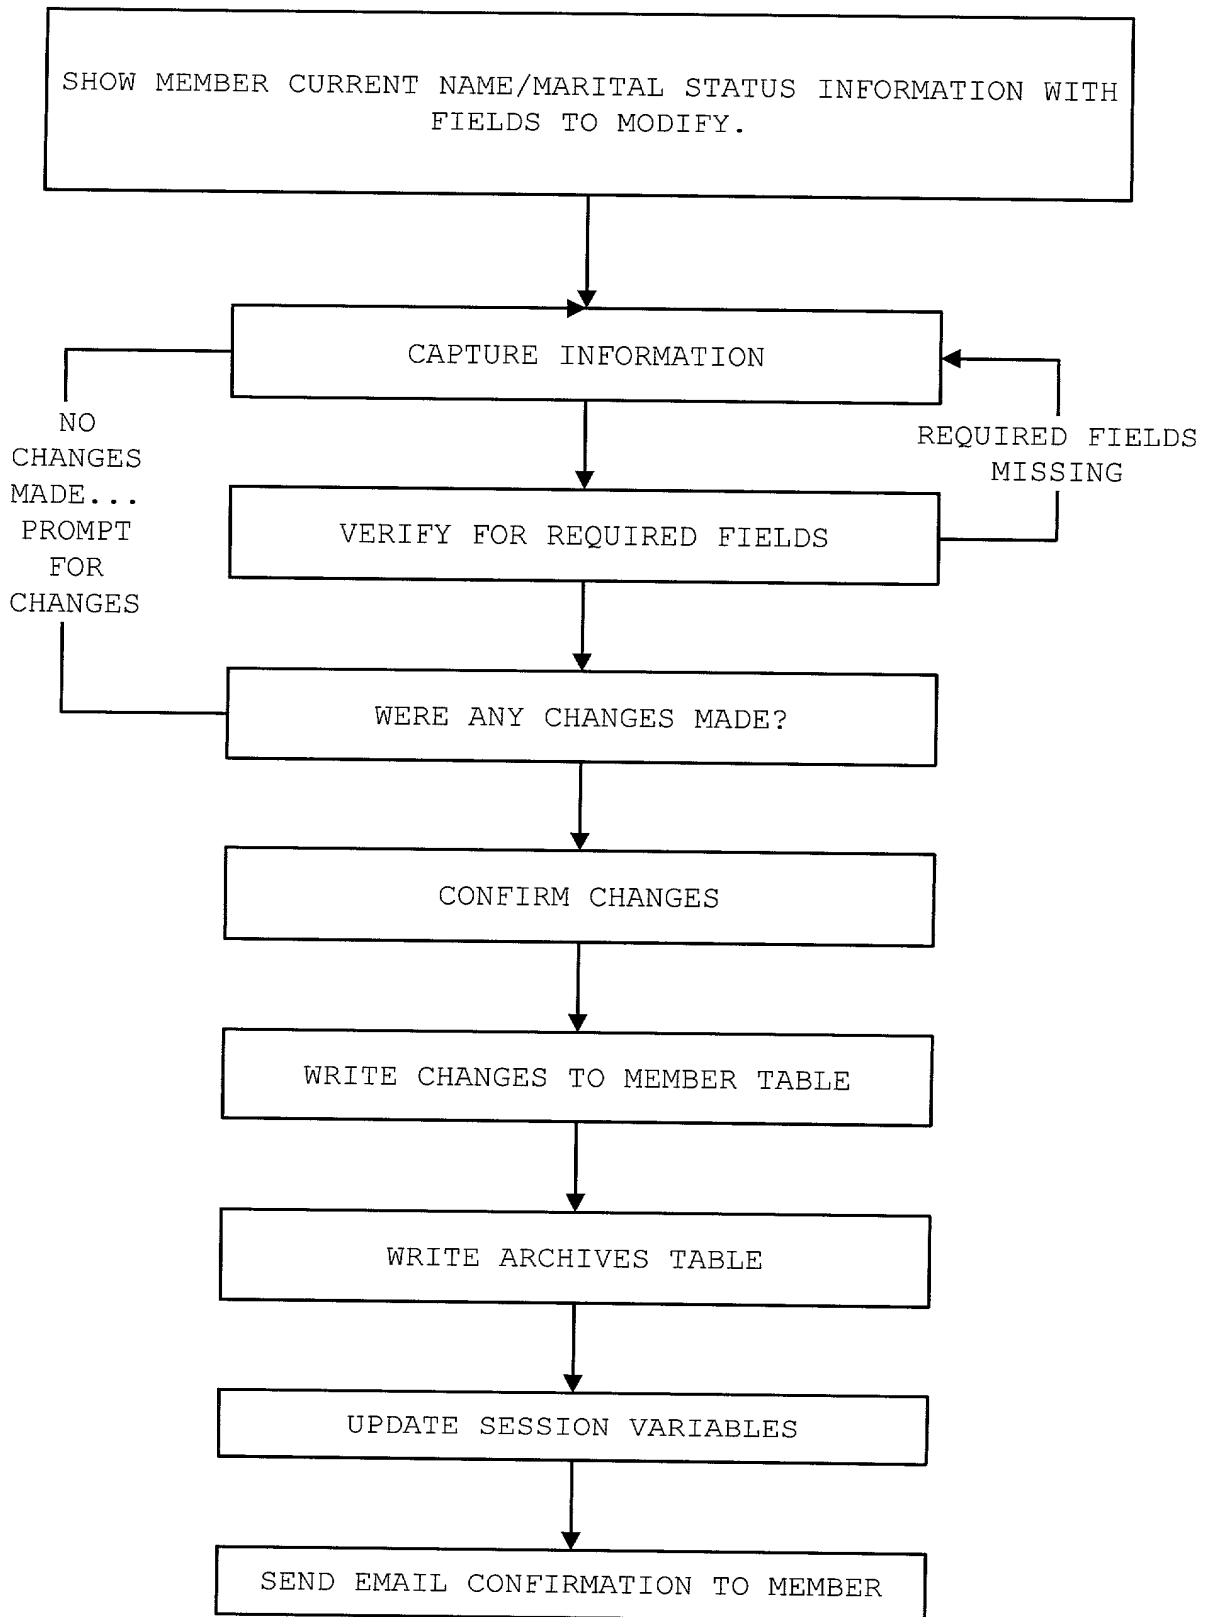 SHOW MEMBER CURRENT NAME/MARITAL STATUS INFORMATION WITH
FIELDS TO MODIFY.
CAPTURE INFORMATION
NO
CHANGES
MADE...
PROMPT
FOR
CHANGES
REQUIRED FIELDS
MISSING
VERIFY FOR REQUIRED FIELDS
WERE ANY CHANGES MADE?
CONFIRM CHANGES
WRITE CHANGES TO MEMBER TABLE
WRITE ARCHIVES TABLE
UPDATE SESSION VARIABLES
SEND EMAIL CONFIRMATION TO MEMBER